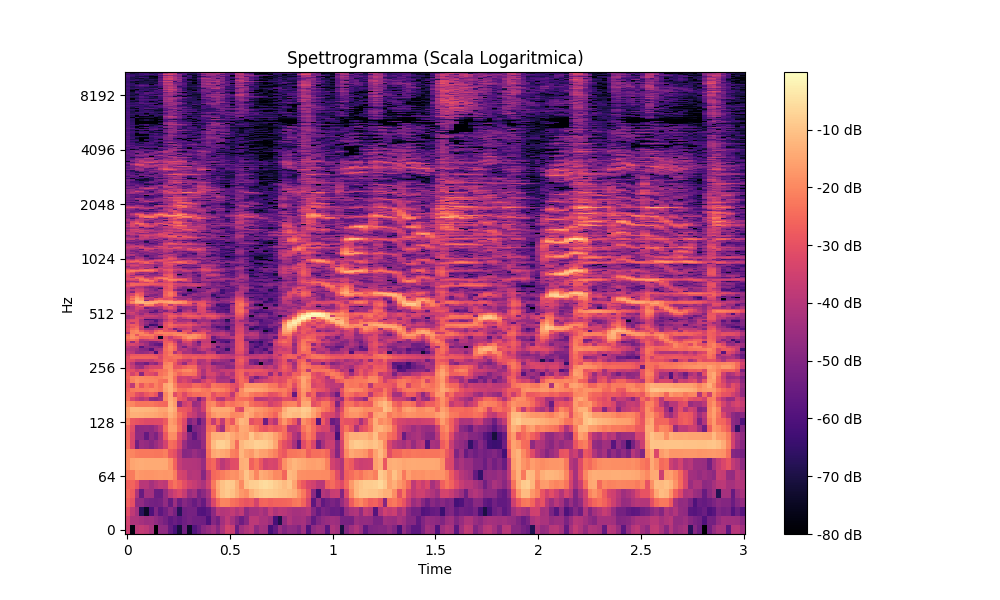 Spettrogramma (Scala Logaritmica)
Hz
8192
4096
2048
1024
512
256
128
64
0
0
0.5
1
1.5
2
2.5
3
Time
-10 dB
-20 dB
-30 dB
-40 dB
-50 dB
-60 dB
-70 dB
-80 dB